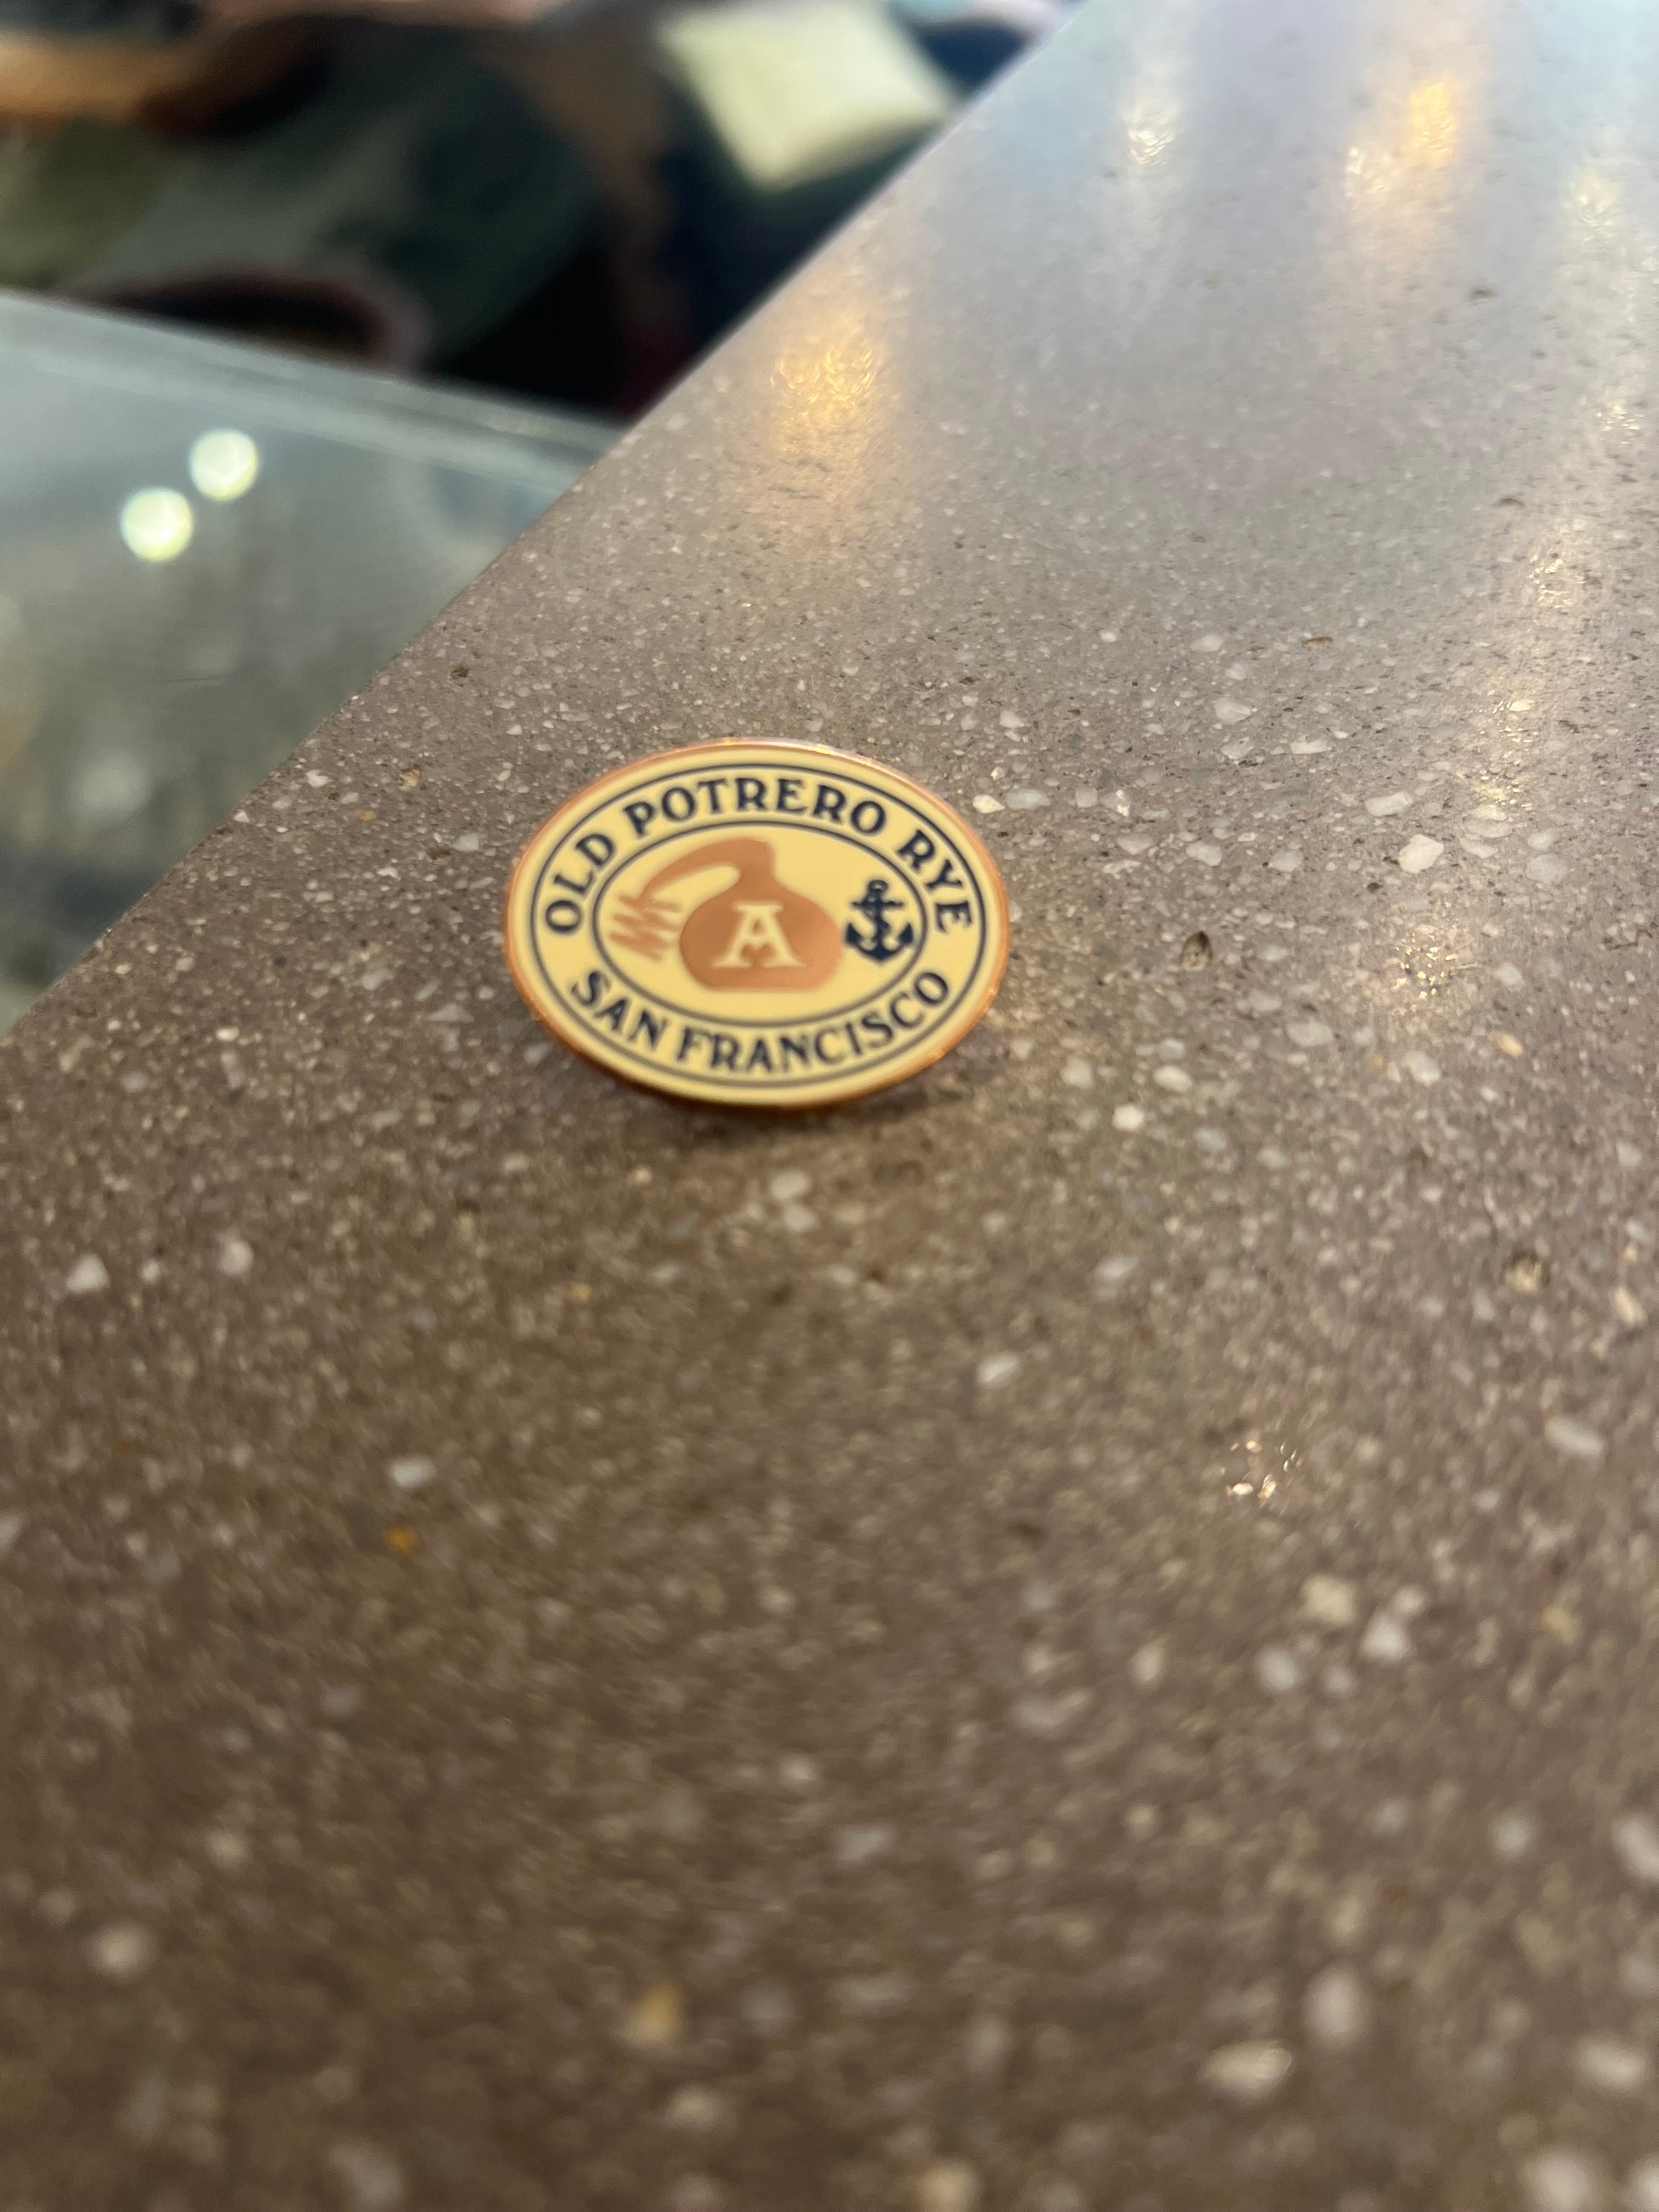 OLD POTRERO RYE
A
SAN FRANCISCO